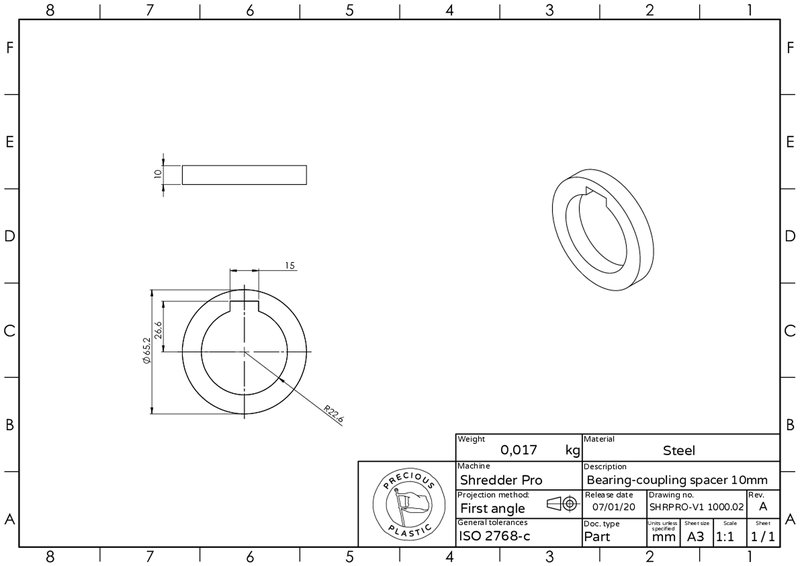 8 7 6 5 4 3 2 1
F F
E E
D D
C C
B B
A A
10
15
26.6
Ø65.2
R22.6
Weight
0,017 kg
Material
Steel
Machine
Shredder Pro
Description
Bearing-coupling spacer 10mm
Projection method:
First angle
Release date
07/01/20
Drawing no.
SHRPRO-V1 1000.02
Rev.
A
General tolerances
ISO 2768-c
Doc. type
Part
Units unless
specified
mm
Sheet size
A3
Scale
1:1
Sheet
1 / 1
PRECIOUS
PLASTIC
8 7 6 5 4 3 2 1